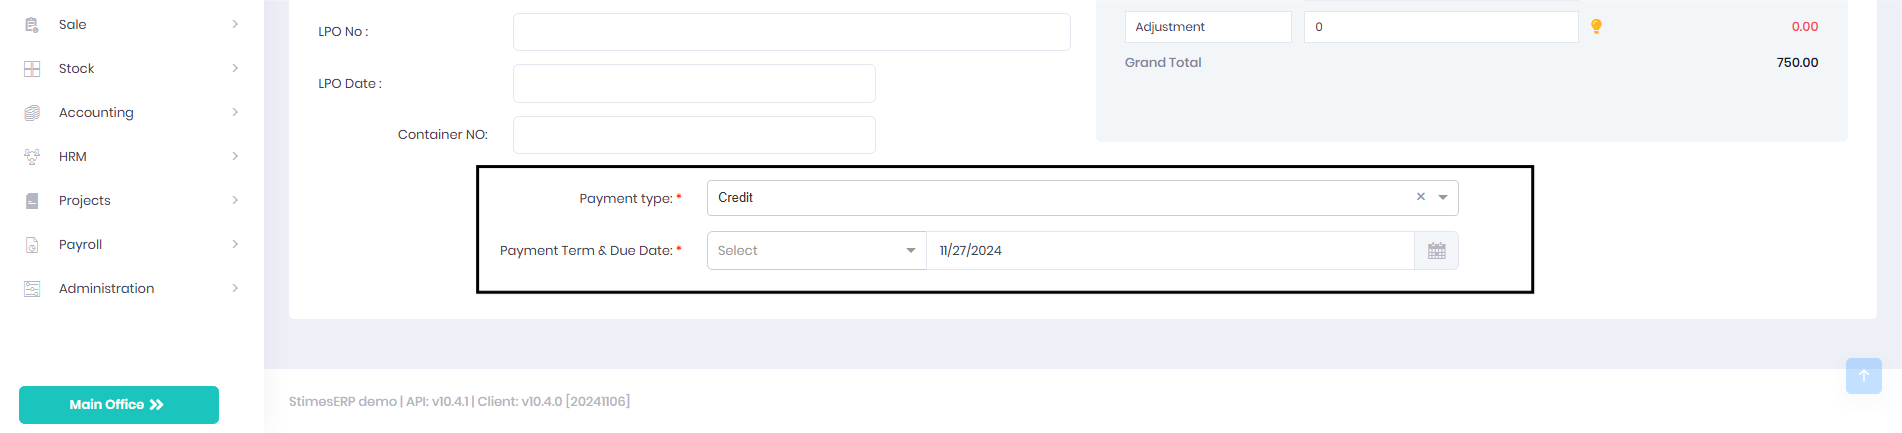 Sale
Stock
Accounting
HRM
Projects
Payroll
Administration
Main Office
LPO No :
LPO Date :
Container NO:
Adjustment 0 0.00
Grand Total 750.00
Payment type: * Credit
Payment Term & Due Date: * Select 11/27/2024
StimesERP demo | API: v10.4.1 | Client: v10.4.0 [20241106]